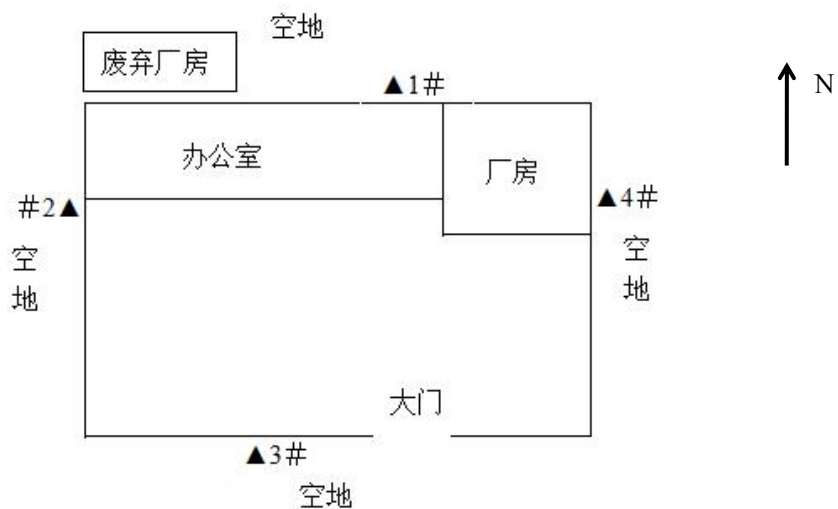 空地
废弃厂房
▲1#
N
办公室
厂房
#2▲
▲4#
空
地
空
地
大门
▲3#
空地